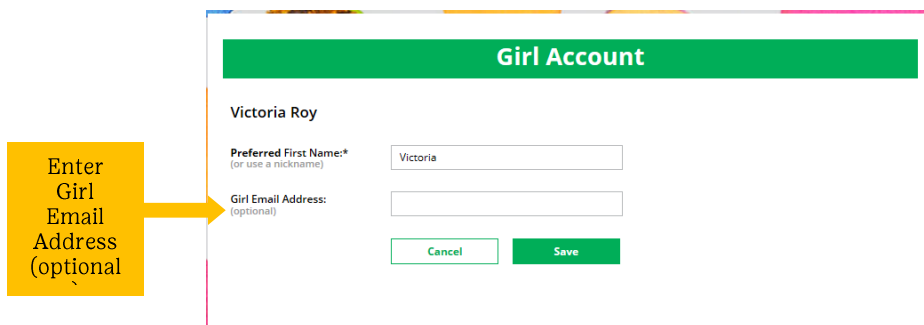 Girl Account
Victoria Roy
Preferred First Name:*
(or use a nickname)
Victoria
Girl Email Address:
(optional)
Cancel
Save
Enter
Girl
Email
Address
(optional